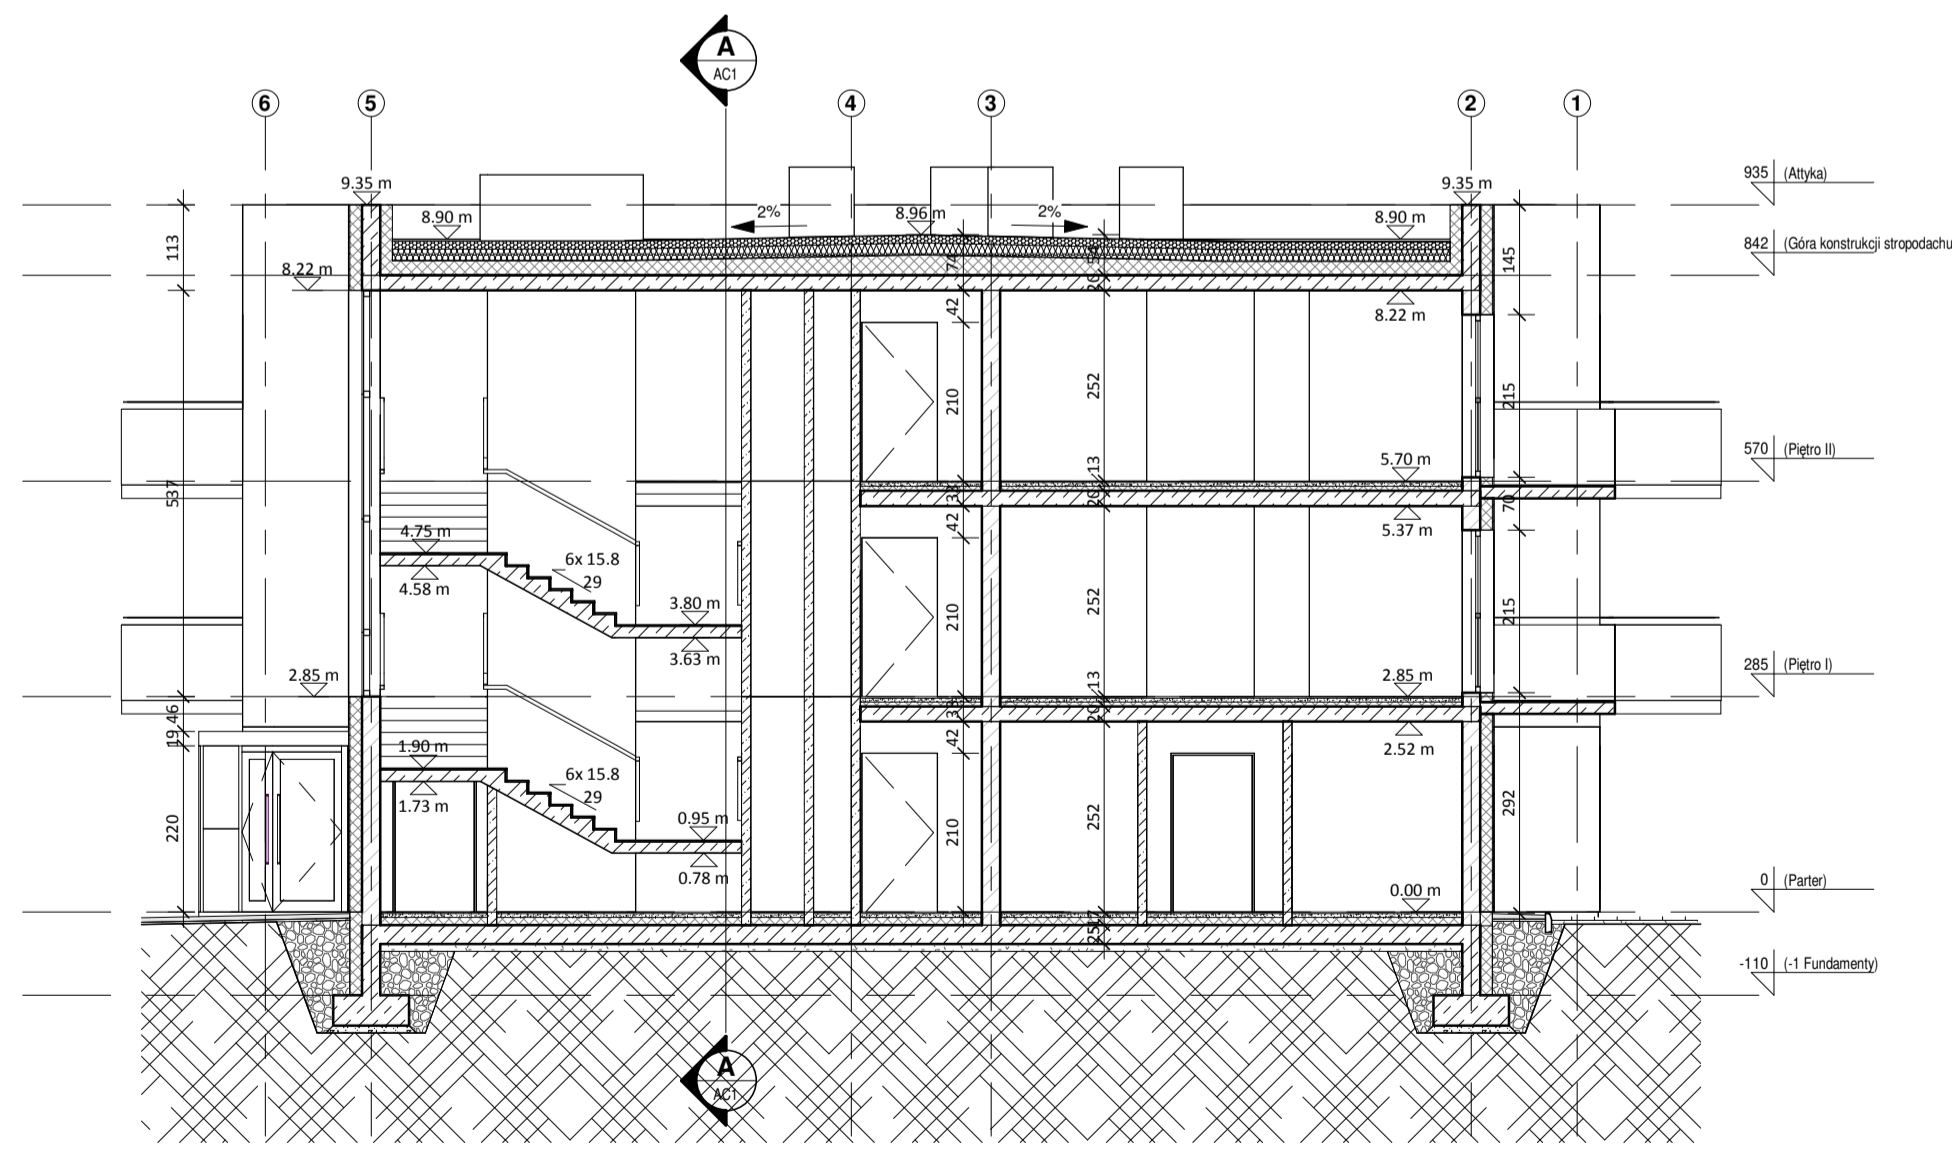 A
AC1
6
5
4
3
2
1
935 (Attyka)
9.35 m
9.35 m
8.90 m
2%
8.96 m
2%
8.90 m
842 (Góra konstrukcji stropodachu
113
8.22 m
74
145
42
8.22 m
210
252
215
570 (Piętro II)
5.70 m
13
537
33
20
70
42
5.37 m
4.75 m
6x 15.8
29
4.58 m
3.80 m
210
252
215
3.63 m
285 (Piętro I)
2.85 m
2.85 m
13
46
20
19
42
2.52 m
1.90 m
6x 15.8
29
1.73 m
220
0.95 m
210
252
292
0.78 m
0 (Parter)
0.00 m
-110 (-1 Fundamenty)
A
AC1